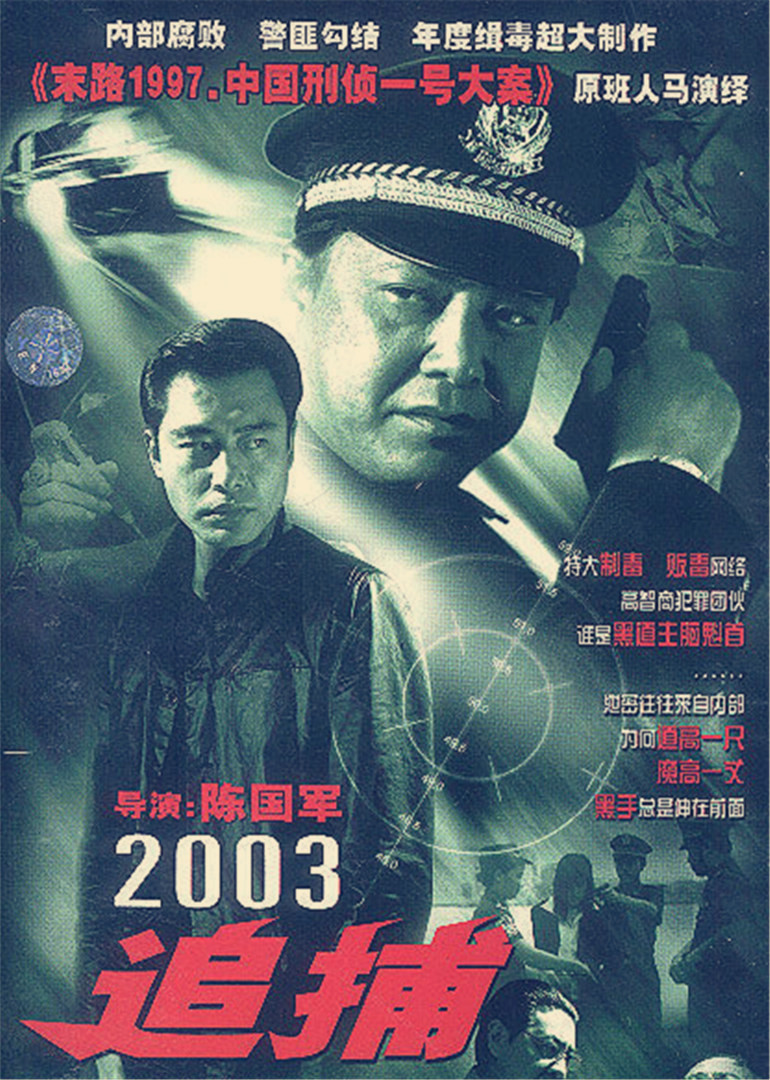 内部腐败 警匪勾结 年度缉毒超大制作
《末路1997.中国刑侦一号大案》原班人马演绎
特大制毒 贩毒网络
高智商犯罪团伙
谁是黑道主脑魁首
......
泄密往往来自内部
为何道高一尺
魔高一丈
黑手总是伸在前面
导演:陈国军
2003
追捕